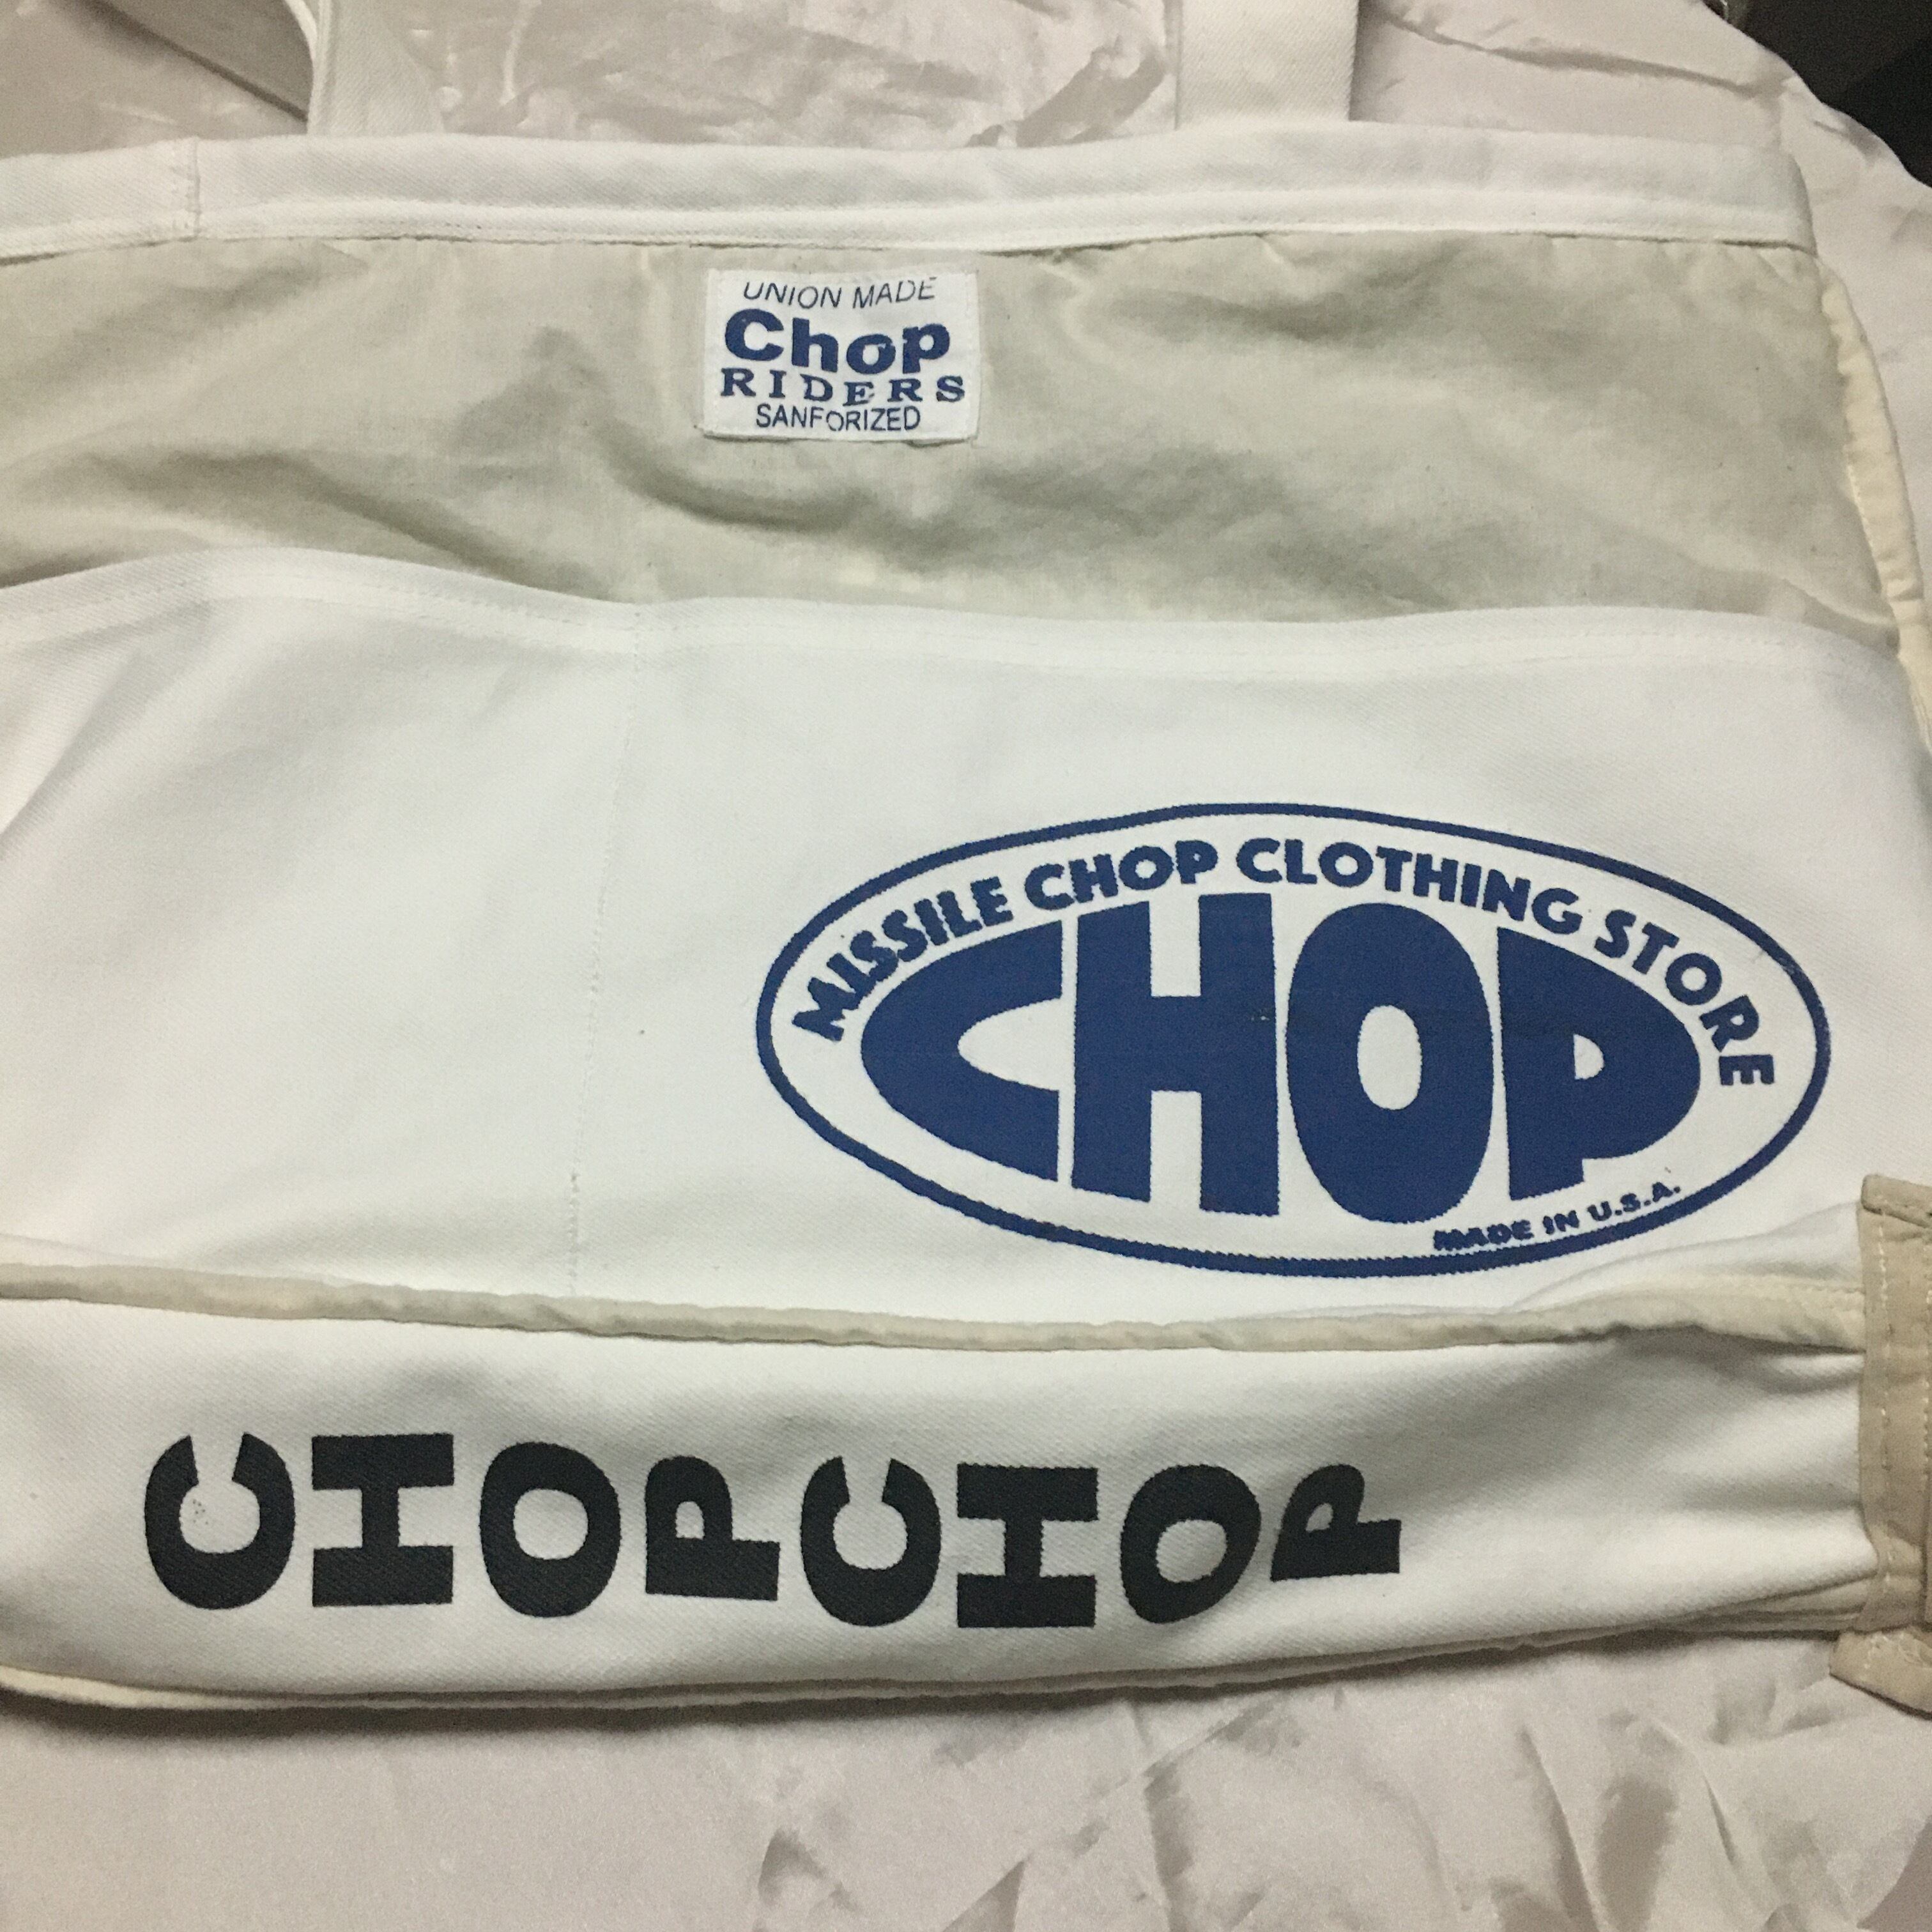 UNION MADE
Chop
RIDERS
SANFORIZED
MISSILE CHOP CLOTHING STORE
CHOP
MADE IN U.S.A.
CHOPCHOP